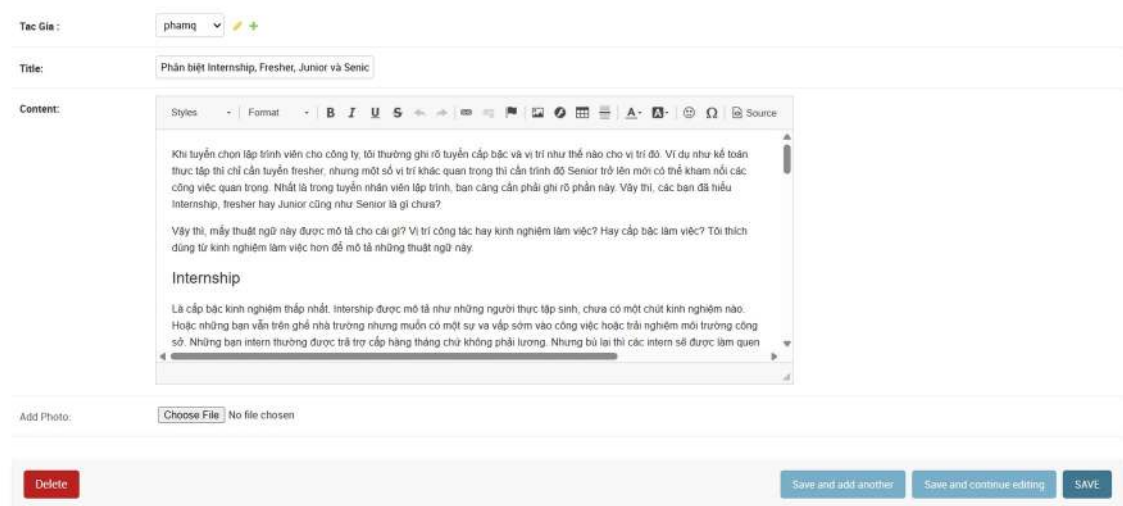 Tac Gia :
phamq
Title:
Phân biệt Internship, Fresher, Junior và Senic
Content:
Styles
Format
B I U S
A
A
Ω
Source
Khi tuyển chọn lập trình viên cho công ty, tôi thường ghi rõ tuyển cấp bậc và vị trí như thế nào cho vị trí đó. Ví dụ như kế toán
thực tập thì chỉ cần tuyển fresher, nhưng một số vị trí khác quan trọng thì cần trình độ Senior trở lên mới có thể kham nổi các
công việc quan trọng. Nhất là trong tuyển nhân viên lập trình, bạn càng cần phải ghi rõ phần này. Vậy thì, các bạn đã hiểu
Internship, fresher hay Junior cũng như Senior là gì chưa?
Vậy thì, mấy thuật ngữ này được mô tả cho cái gì? Vị trí công tác hay kinh nghiệm làm việc? Hay cấp bậc làm việc? Tôi thích
dùng từ kinh nghiệm làm việc hơn để mô tả những thuật ngữ này.
Internship
Là cấp bậc kinh nghiệm thấp nhất. Intership được mô tả như những người thực tập sinh, chưa có một chút kinh nghiệm nào.
Hoặc những bạn vẫn trên ghế nhà trường nhưng muốn có một sự va vấp sớm vào công việc hoặc trải nghiệm môi trường công
sở. Những bạn intern thường được trả trợ cấp hàng tháng chứ không phải lương. Nhưng bù lại thì các intern sẽ được làm quen
Add Photo:
Choose File No file chosen
Delete
Save and add another
Save and continue editing
SAVE